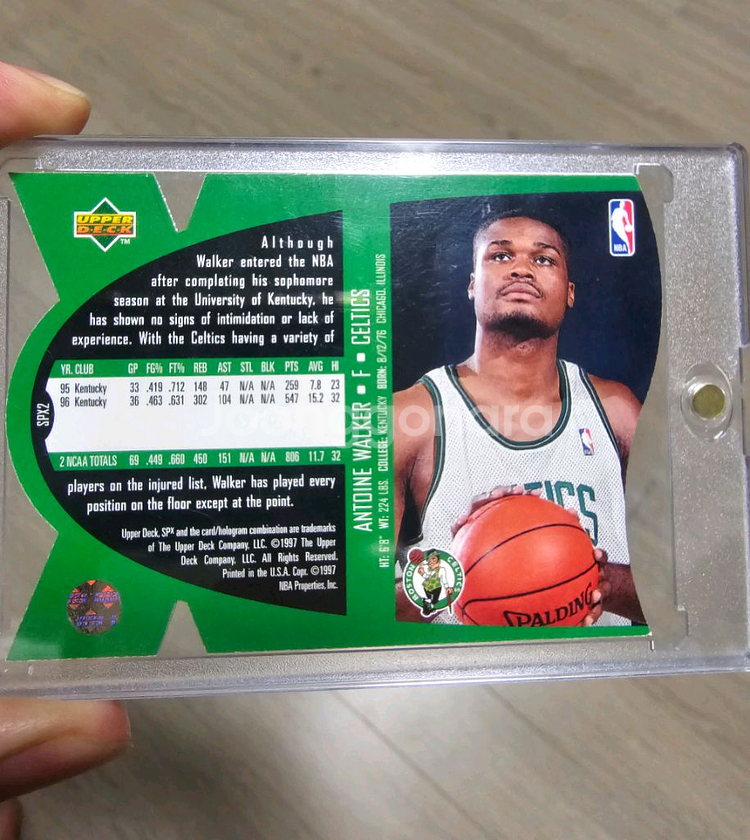 UPPER
DECK
TM
Although
Walker entered the NBA
after completing his sophomore
season at the University of Kentucky, he
has shown no signs of intimidation or lack of
experience. With the Celtics having a variety of
YR. CLUB GP FG% FT% REB AST STL BLK PTS AVG HI
95 Kentucky 33 .419 .712 148 47 N/A N/A 259 7.8 23
96 Kentucky 36 .463 .631 302 104 N/A N/A 547 15.2 32
2 NCAA TOTALS 69 .449 .660 450 151 N/A N/A 806 11.7 32
SPX2
players on the injured list, Walker has played every
position on the floor except at the point.
Upper Deck, SPX and the card/hologram combination are trademarks
of The Upper Deck Company, LLC. ©1997 The Upper
Deck Company, LLC. All Rights Reserved.
Printed in the U.S.A. Copr. ©1997
NBA Properties, Inc.
ANTOINE WALKER ▪ F ▪ CELTICS
HT: 6'8" WT: 224 LBS. COLLEGE: KENTUCKY BORN: 8/12/76 CHICAGO, ILLINOIS
NBA
TICS
BOSTON CELTICS
SPALDING